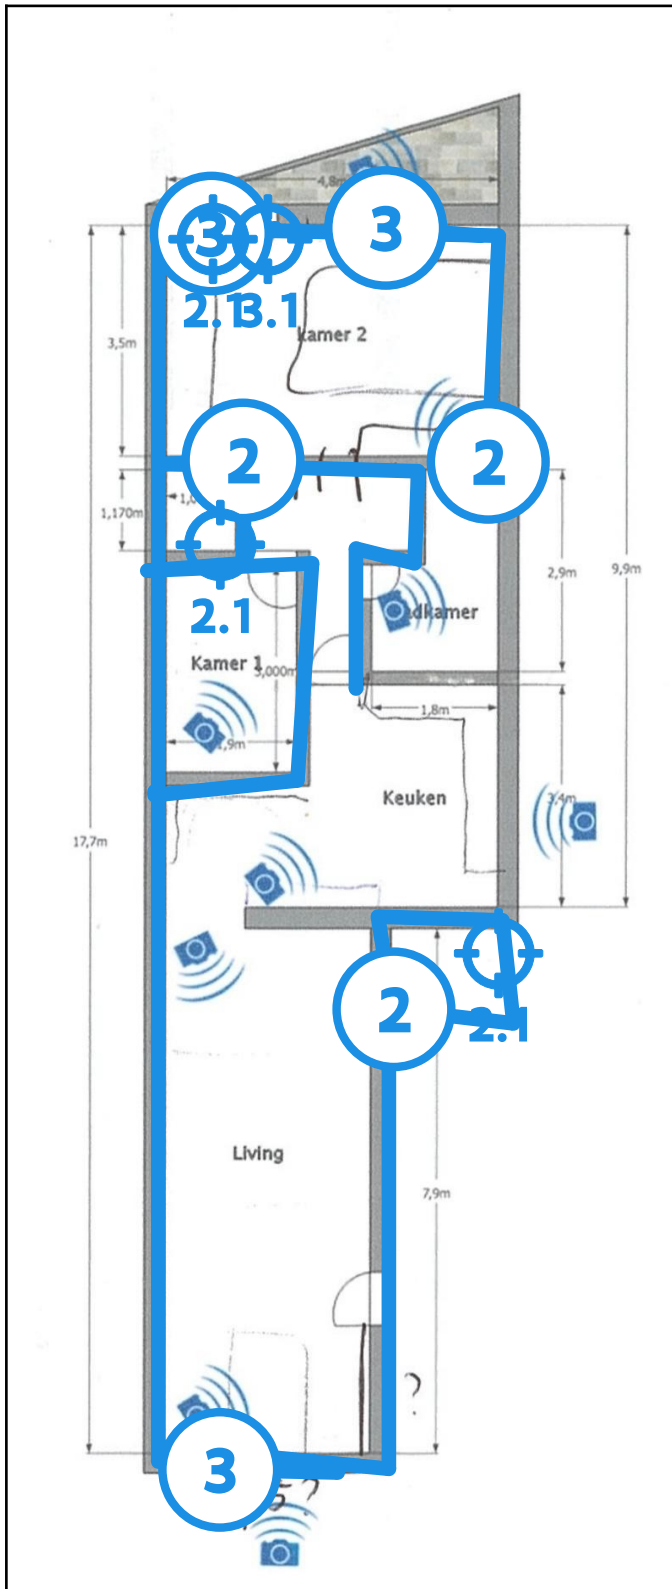 4,8m
3
3
2.1
3.1
kamer 2
3,5m
2
2
1,170m
2.1
2,9m
9,9m
Kamer 1
3,000m
1,8m
Keuken
3,4m
17,7m
2
2.1
Living
7,9m
?
3
?